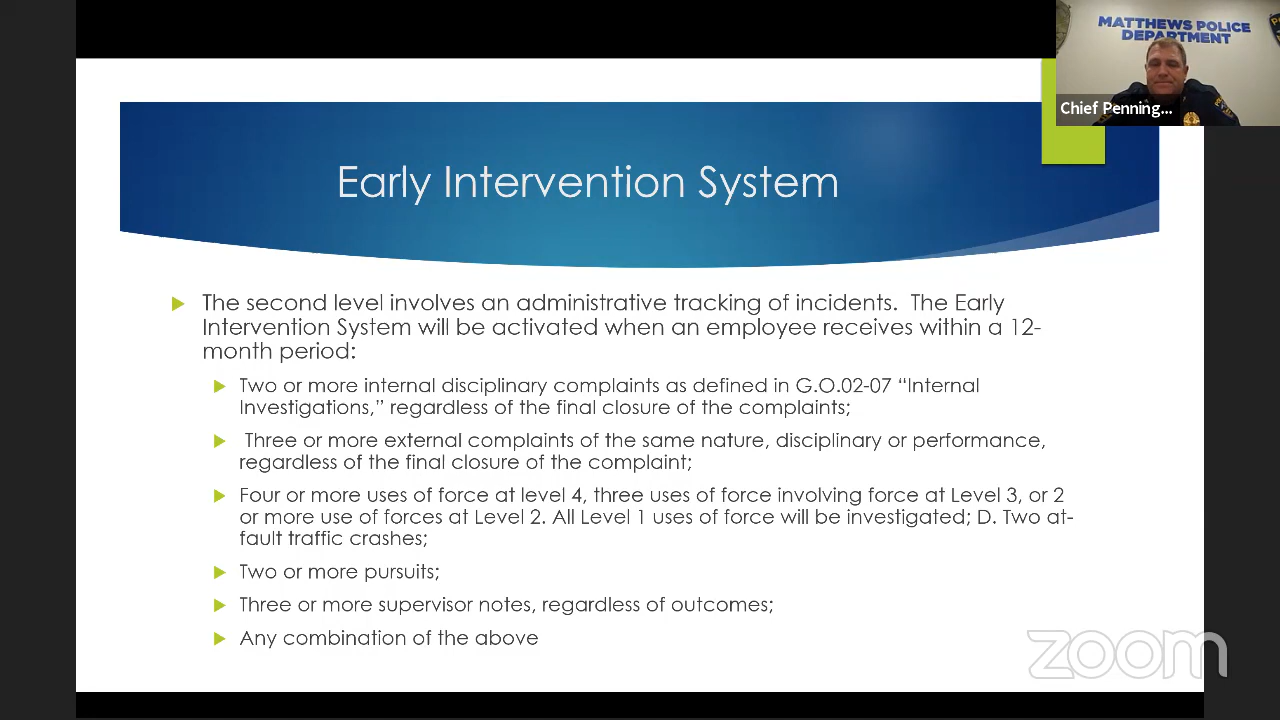 MATTHEWS POLICE
DEPARTMENT
Chief Penning...
Early Intervention System
The second level involves an administrative tracking of incidents. The Early
Intervention System will be activated when an employee receives within a 12-
month period:
Two or more internal disciplinary complaints as defined in G.O.02-07 “Internal
Investigations,” regardless of the final closure of the complaints;
Three or more external complaints of the same nature, disciplinary or performance,
regardless of the final closure of the complaint;
Four or more uses of force at level 4, three uses of force involving force at Level 3, or 2
or more use of forces at Level 2. All Level 1 uses of force will be investigated; D. Two at-
fault traffic crashes;
Two or more pursuits;
Three or more supervisor notes, regardless of outcomes;
Any combination of the above
zoom